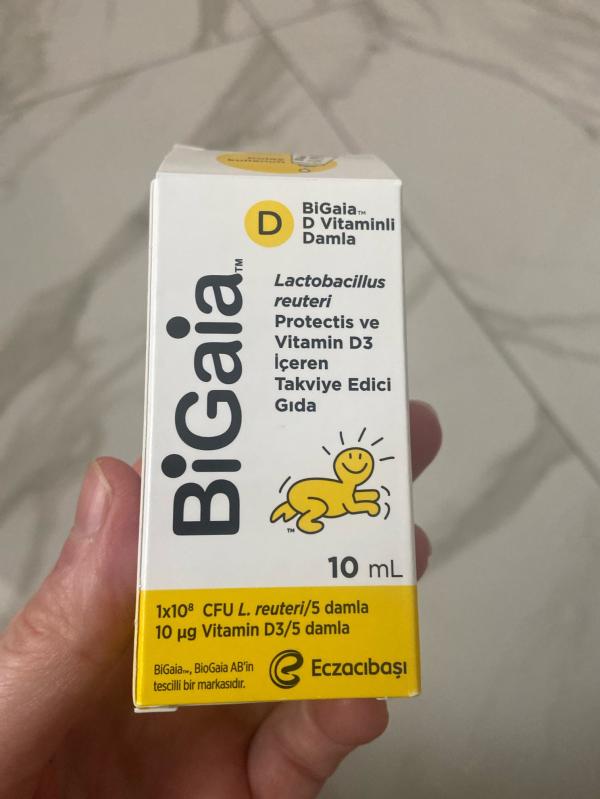 D
BiGaia™
D Vitaminli
Damla
BiGaia™
Lactobacillus
reuteri
Protectis ve
Vitamin D3
İçeren
Takviye Edici
Gıda
TM
10 mL
1x10⁸ CFU L. reuteri/5 damla
10 µg Vitamin D3/5 damla
BiGaia™, BioGaia AB'in
tescilli bir markasıdır.
Eczacıbaşı